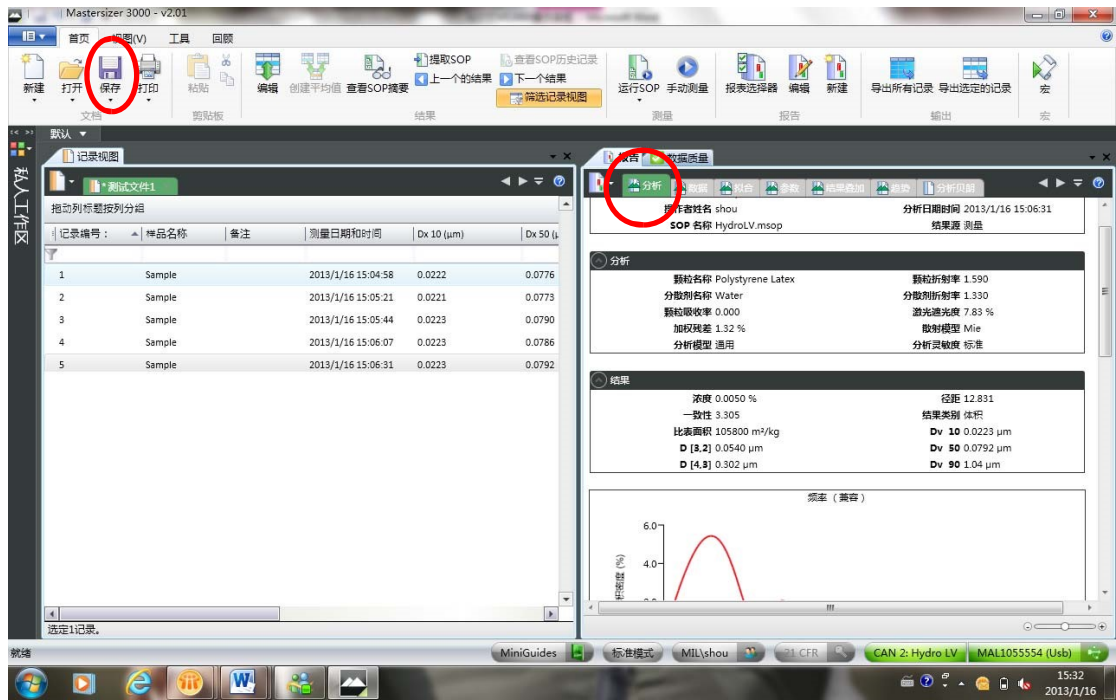 Mastersizer 3000 - v2.01
首页 视图(V) 工具 回顾
新建 打开 保存 打印 粘贴 编辑 创建平均值 查看SOP摘要
提取SOP 查看SOP历史记录
上一个的结果 下一个结果
筛选记录视图
运行SOP 手动测量 报表选择器 编辑 新建 导出所有记录 导出选定的记录 宏
文档 剪贴板 结果 测量 报告 输出 宏
默认
私人工作区
记录视图
*测试文件1
拖动列标题按列分组
记录编号： 样品名称 备注 测量日期和时间 Dx 10 (μm) Dx 50 (μ
1 Sample 2013/1/16 15:04:58 0.0222 0.0776
2 Sample 2013/1/16 15:05:21 0.0221 0.0773
3 Sample 2013/1/16 15:05:44 0.0223 0.0790
4 Sample 2013/1/16 15:06:07 0.0223 0.0786
5 Sample 2013/1/16 15:06:31 0.0223 0.0792
选定1记录。
报告 数据质量
分析 数据 拟合 参数 结果叠加 趋势
操作者姓名 shou 分析日期时间 2013/1/16 15:06:31
SOP 名称 HydroLV.msop 结果源 测量
分析
颗粒名称 Polystyrene Latex 颗粒折射率 1.590
分散剂名称 Water 分散剂折射率 1.330
颗粒吸收率 0.000 激光遮光度 7.83 %
加权残差 1.32 % 散射模型 Mie
分析模型 通用 分析灵敏度 标准
结果
浓度 0.0050 % 径距 12.831
一致性 3.305 结果类别 体积
比表面积 105800 m²/kg Dv 10 0.0223 μm
D [3,2] 0.0540 μm Dv 50 0.0792 μm
D [4,3] 0.302 μm Dv 90 1.04 μm
频率（兼容）
6.0
4.0
积密度 (%)
就绪 MiniGuides 标准模式 MIL\shou 21 CFR CAN 2: Hydro LV MAL1055554 (Usb)
15:32
2013/1/16